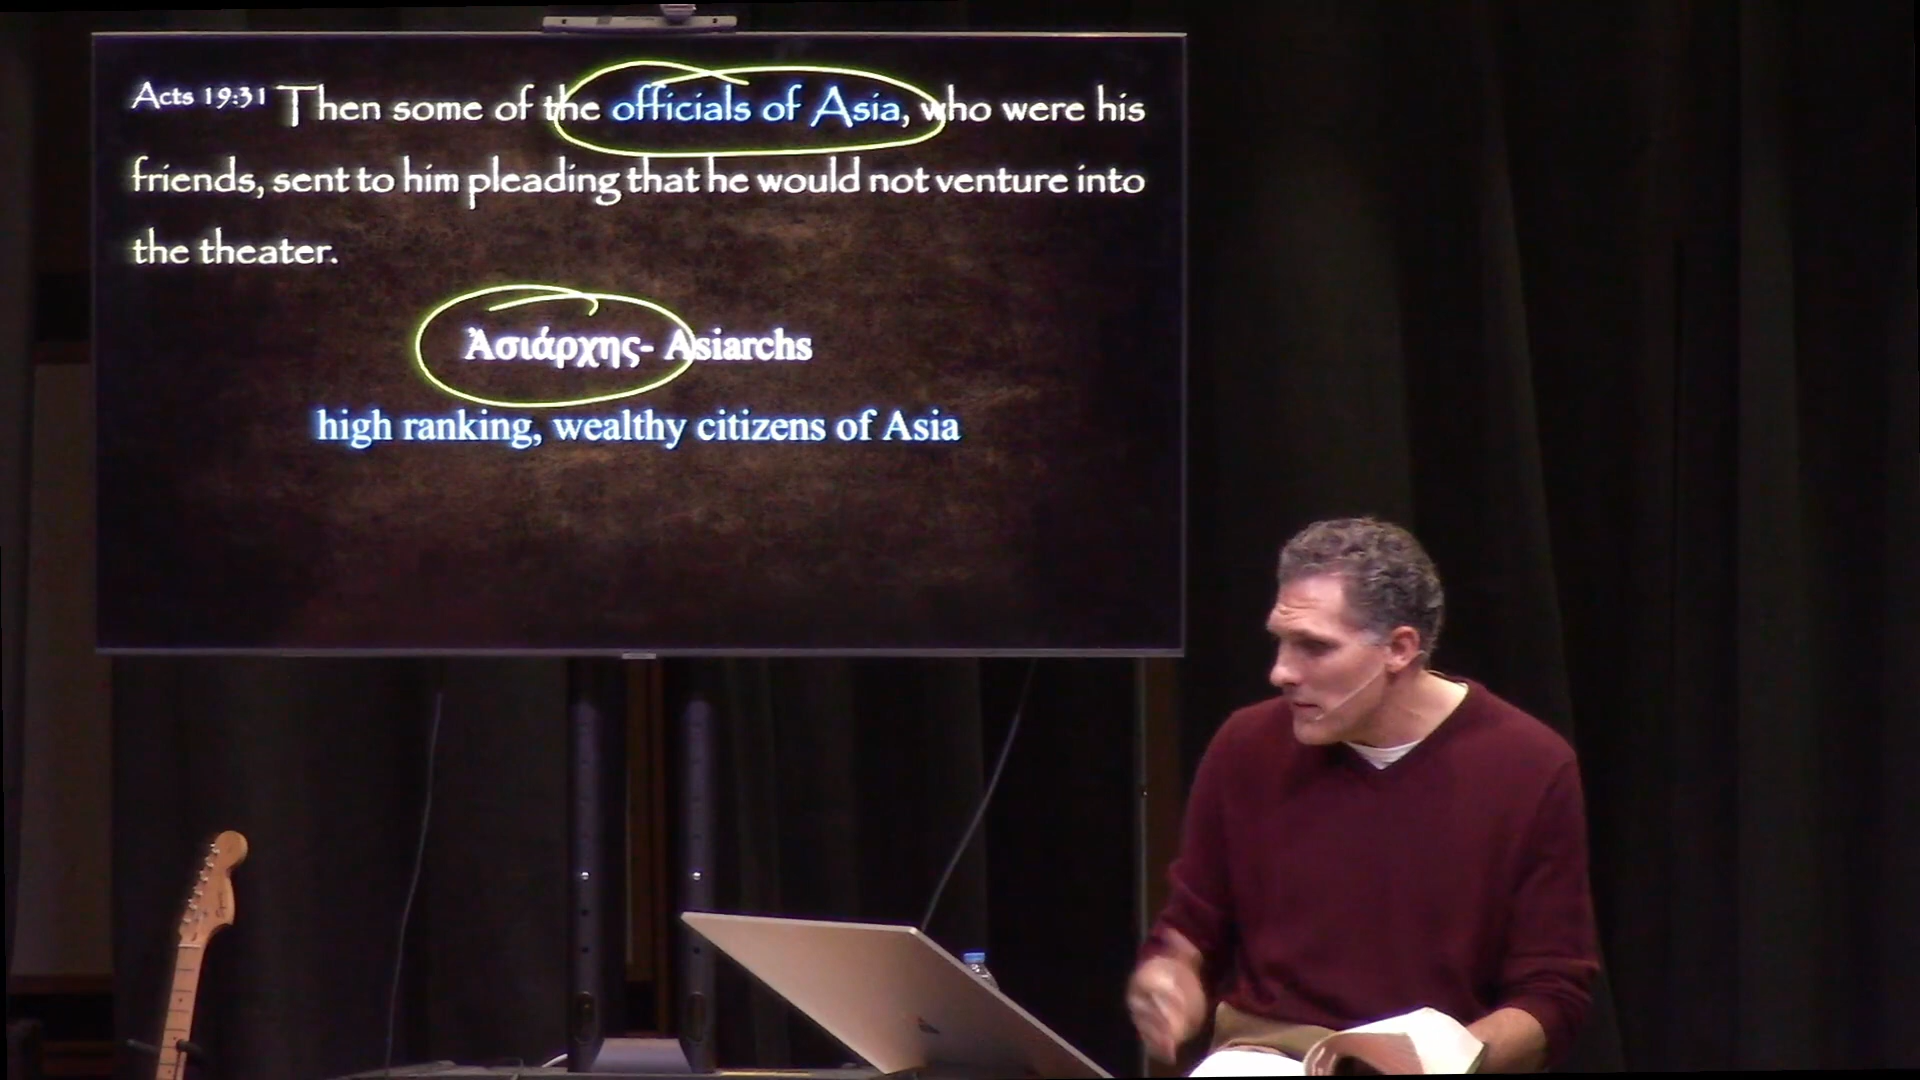 Acts 19:31 Then some of the officials of Asia, who were his
friends, sent to him pleading that he would not venture into
the theater.
Ἀσιάρχης- Asiarchs
high ranking, wealthy citizens of Asia